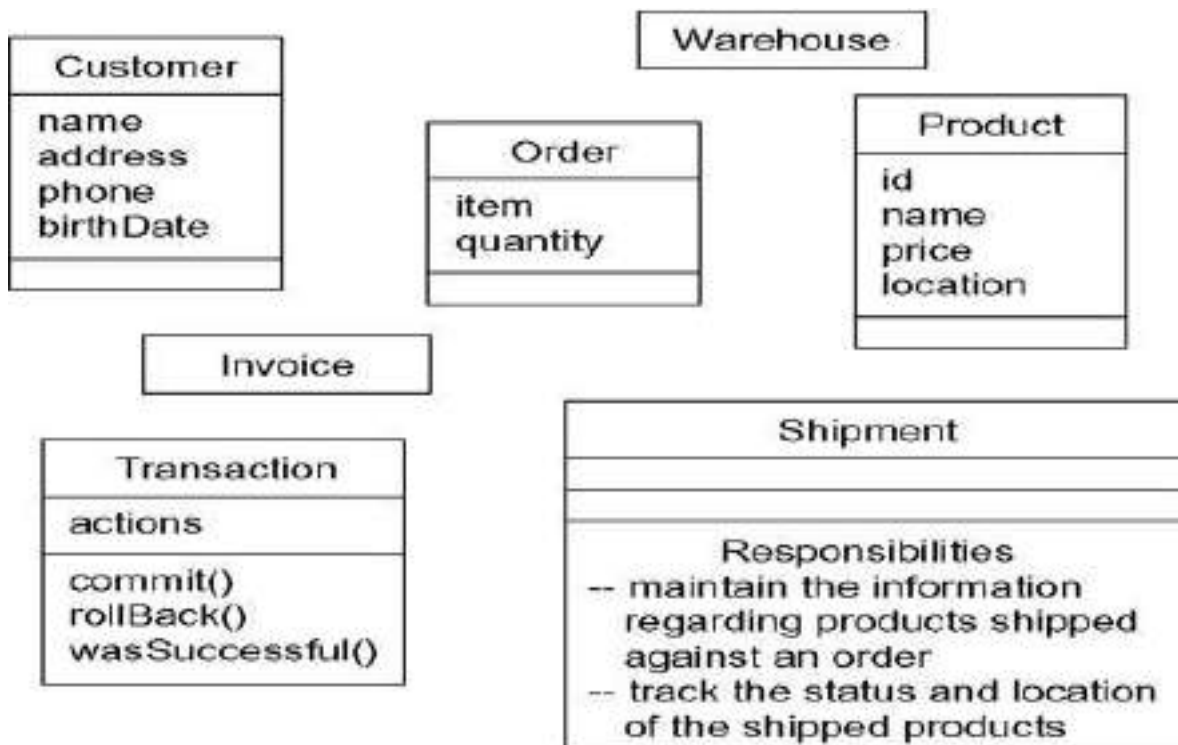 Warehouse
Customer
name
address
phone
birthDate
Order
item
quantity
Product
id
name
price
location
Invoice
Transaction
actions
commit()
rollBack()
wasSuccessful()
Shipment
Responsibilities
-- maintain the information
regarding products shipped
against an order
-- track the status and location
of the shipped products